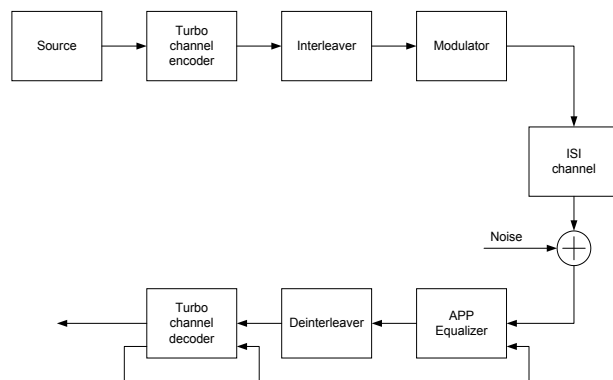 Source
Turbo
channel
encoder
Interleaver
Modulator
ISI
channel
Noise
Turbo
channel
decoder
Deinterleaver
APP
Equalizer